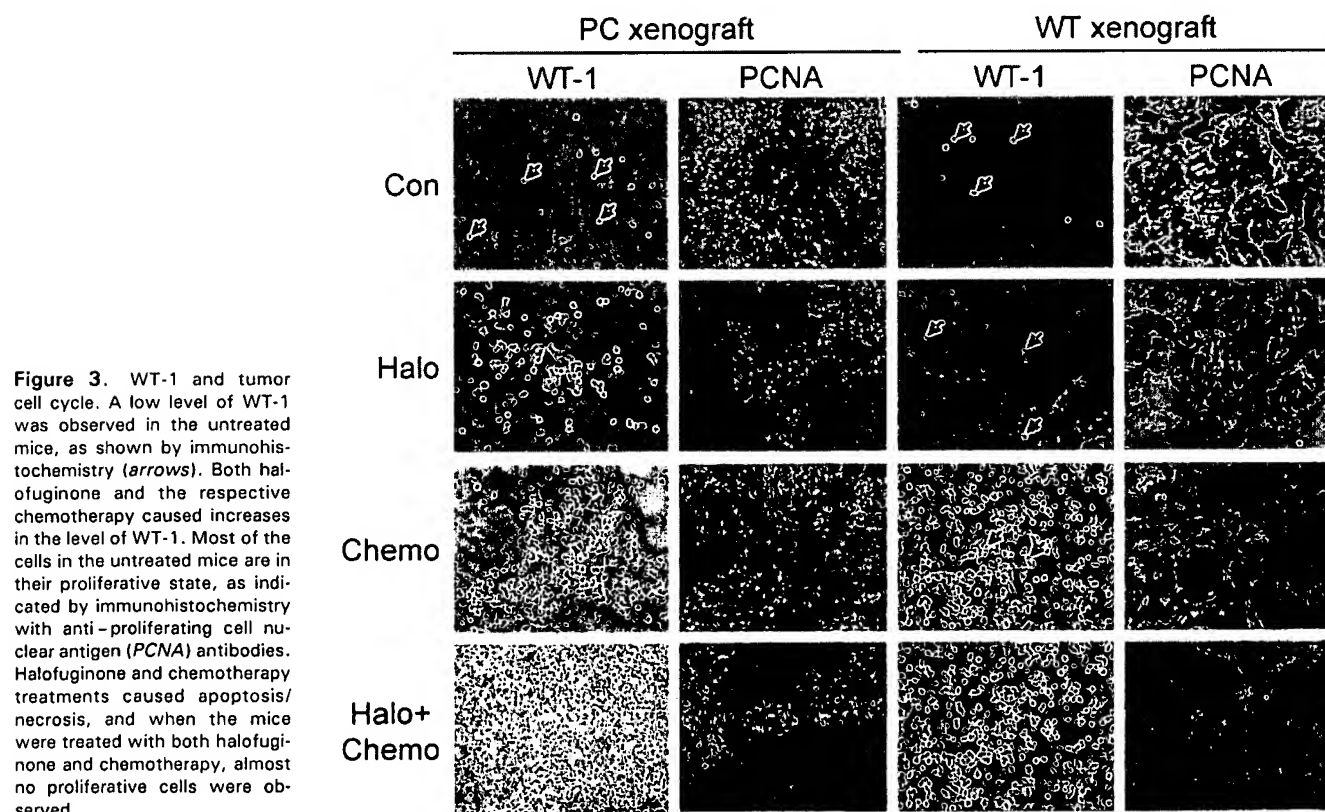 PC xenograft WT xenograft
WT-1 PCNA WT-1 PCNA
Con
Halo
Chemo
Halo+
Chemo
Figure 3. WT-1 and tumor
cell cycle. A low level of WT-1
was observed in the untreated
mice, as shown by immunohis-
tochemistry (arrows). Both hal-
ofuginone and the respective
chemotherapy caused increases
in the level of WT-1. Most of the
cells in the untreated mice are in
their proliferative state, as indi-
cated by immunohistochemistry
with anti-proliferating cell nu-
clear antigen (PCNA) antibodies.
Halofuginone and chemotherapy
treatments caused apoptosis/
necrosis, and when the mice
were treated with both halofugi-
none and chemotherapy, almost
no proliferative cells were ob-
served